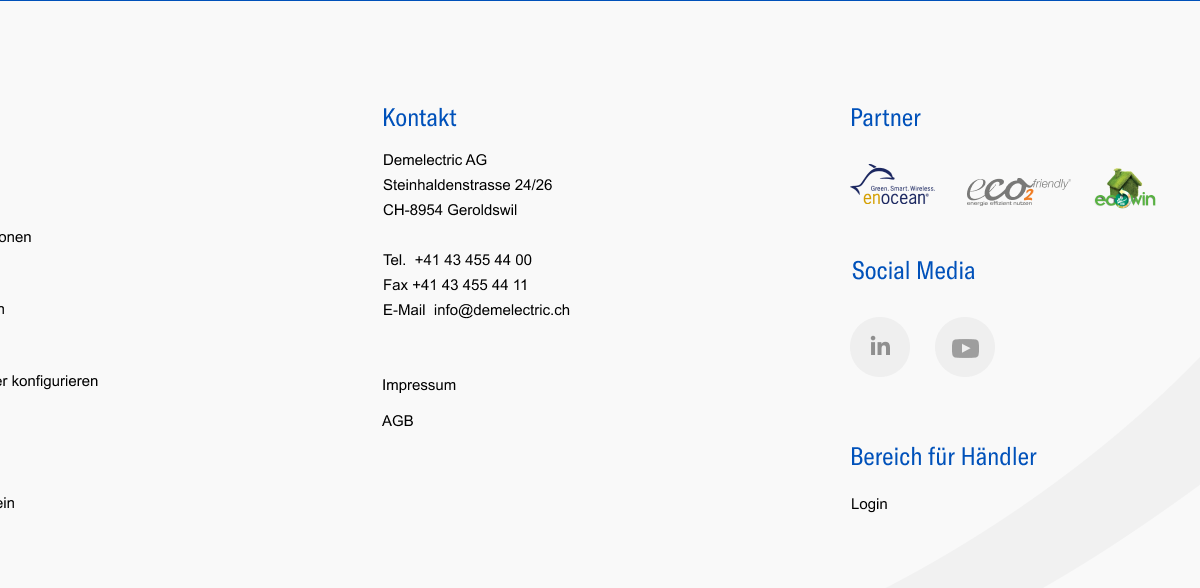 onen
n
er konfigurieren
ein
Kontakt
Demelectric AG
Steinhaldenstrasse 24/26
CH-8954 Geroldswil
Tel. +41 43 455 44 00
Fax +41 43 455 44 11
E-Mail info@demelectric.ch
Impressum
AGB
Partner
Green. Smart. Wireless.
enocean®
eco2friendly®
energie effizient nutzen
ecowin
Social Media
in
Bereich für Händler
Login